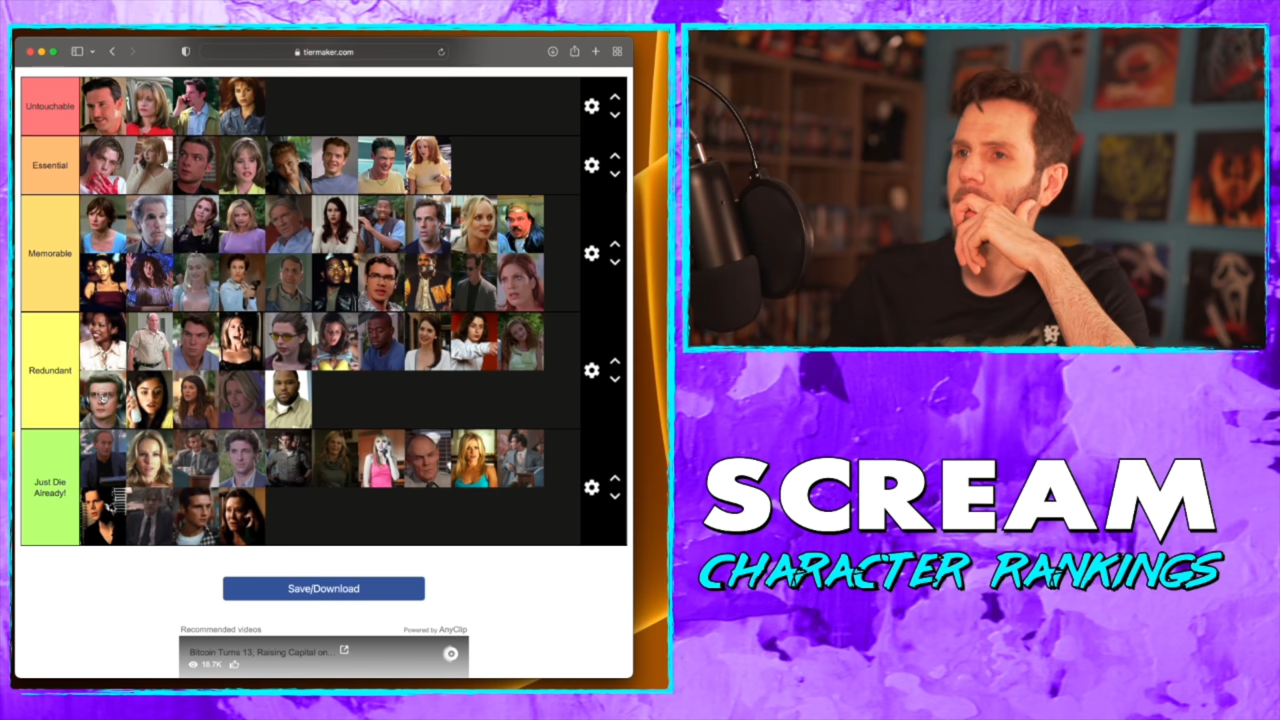 tiermaker.com
Untouchable
Essential
Memorable
Redundant
Just Die
Already!
Save/Download
Recommended videos
Powered by AnyClip
Bitcoin Turns 13, Raising Capital on...
18.7K
SCREAM
CHARACTER RANKINGS